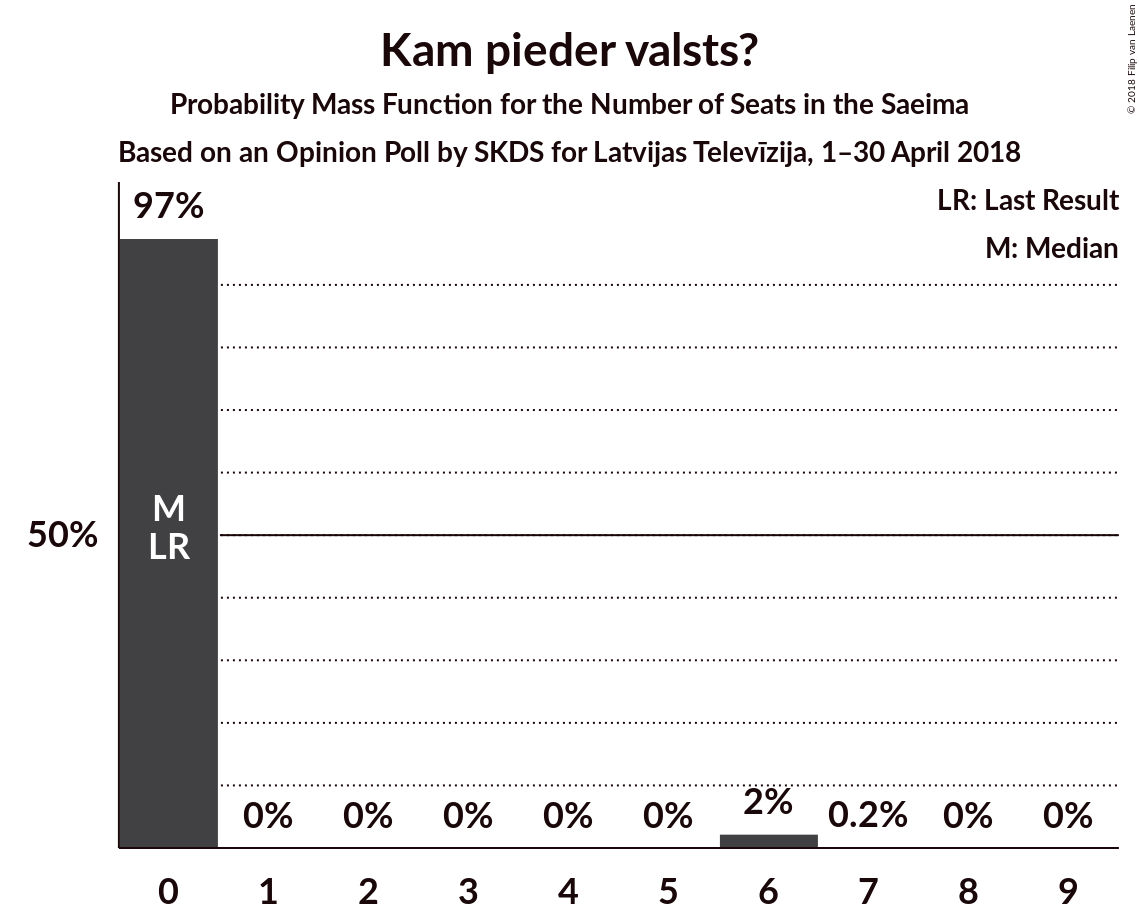 Kam pieder valsts?
Probability Mass Function for the Number of Seats in the Saeima
Based on an Opinion Poll by SKDS for Latvijas Televīzija, 1–30 April 2018
© 2018 Filip van Laenen
LR: Last Result
M: Median
97%
M
LR
50%
0% 0% 0% 0% 0% 2% 0.2% 0% 0%
0 1 2 3 4 5 6 7 8 9